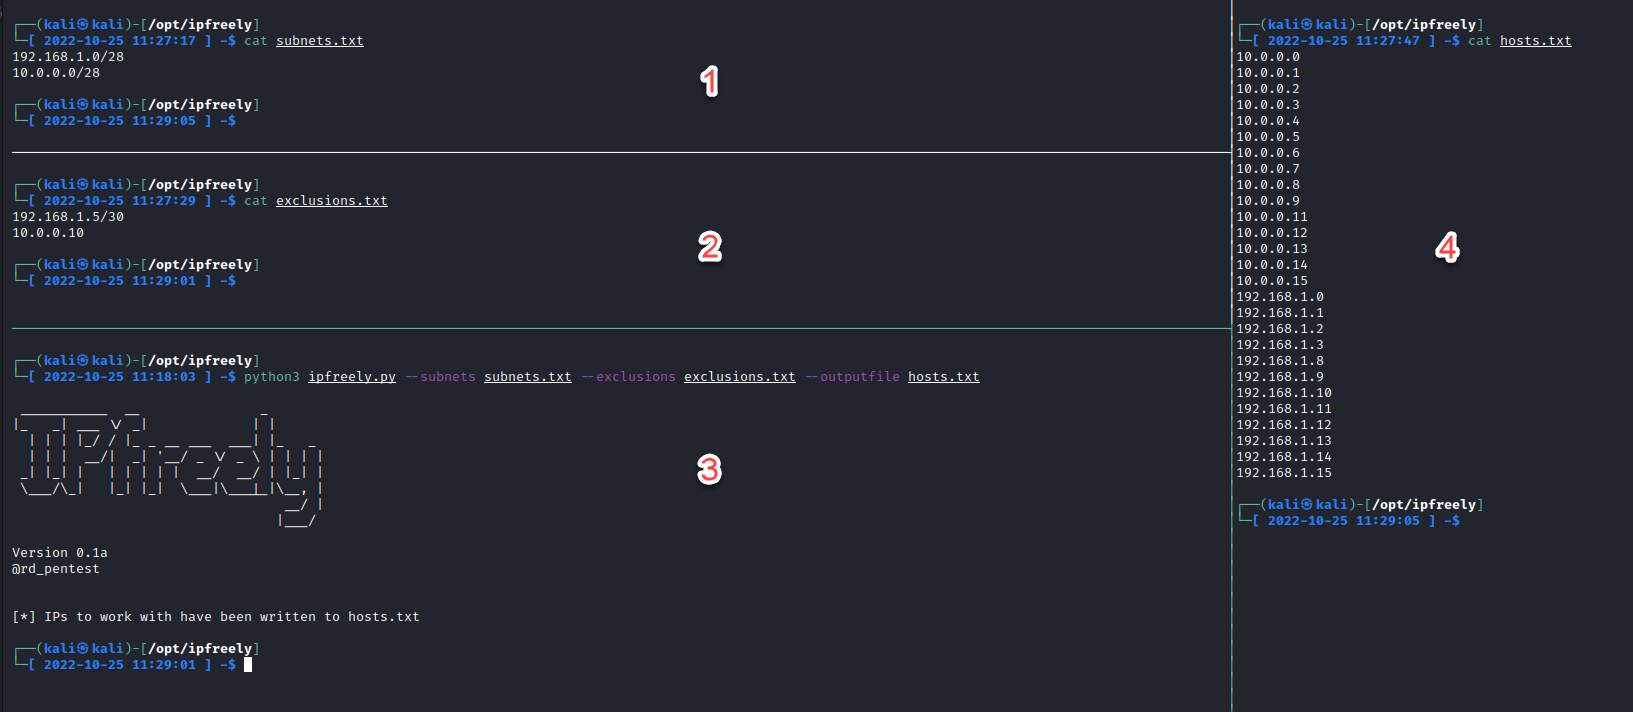 ┌──(kali㉿kali)-[/opt/ipfreely]
└─[ 2022-10-25 11:27:17 ] -$ cat subnets.txt
192.168.1.0/28
10.0.0.0/28
┌──(kali㉿kali)-[/opt/ipfreely]
└─[ 2022-10-25 11:29:05 ] -$
1
┌──(kali㉿kali)-[/opt/ipfreely]
└─[ 2022-10-25 11:27:29 ] -$ cat exclusions.txt
192.168.1.5/30
10.0.0.10
┌──(kali㉿kali)-[/opt/ipfreely]
└─[ 2022-10-25 11:29:01 ] -$
2
┌──(kali㉿kali)-[/opt/ipfreely]
└─[ 2022-10-25 11:18:03 ] -$ python3 ipfreely.py --subnets subnets.txt --exclusions exclusions.txt --outputfile hosts.txt
IPfreely
Version 0.1a
@rd_pentest
[*] IPs to work with have been written to hosts.txt
┌──(kali㉿kali)-[/opt/ipfreely]
└─[ 2022-10-25 11:29:01 ] -$
3
┌──(kali㉿kali)-[/opt/ipfreely]
└─[ 2022-10-25 11:27:47 ] -$ cat hosts.txt
10.0.0.0
10.0.0.1
10.0.0.2
10.0.0.3
10.0.0.4
10.0.0.5
10.0.0.6
10.0.0.7
10.0.0.8
10.0.0.9
10.0.0.11
10.0.0.12
10.0.0.13
10.0.0.14
10.0.0.15
192.168.1.0
192.168.1.1
192.168.1.2
192.168.1.3
192.168.1.8
192.168.1.9
192.168.1.10
192.168.1.11
192.168.1.12
192.168.1.13
192.168.1.14
192.168.1.15
┌──(kali㉿kali)-[/opt/ipfreely]
└─[ 2022-10-25 11:29:05 ] -$
4